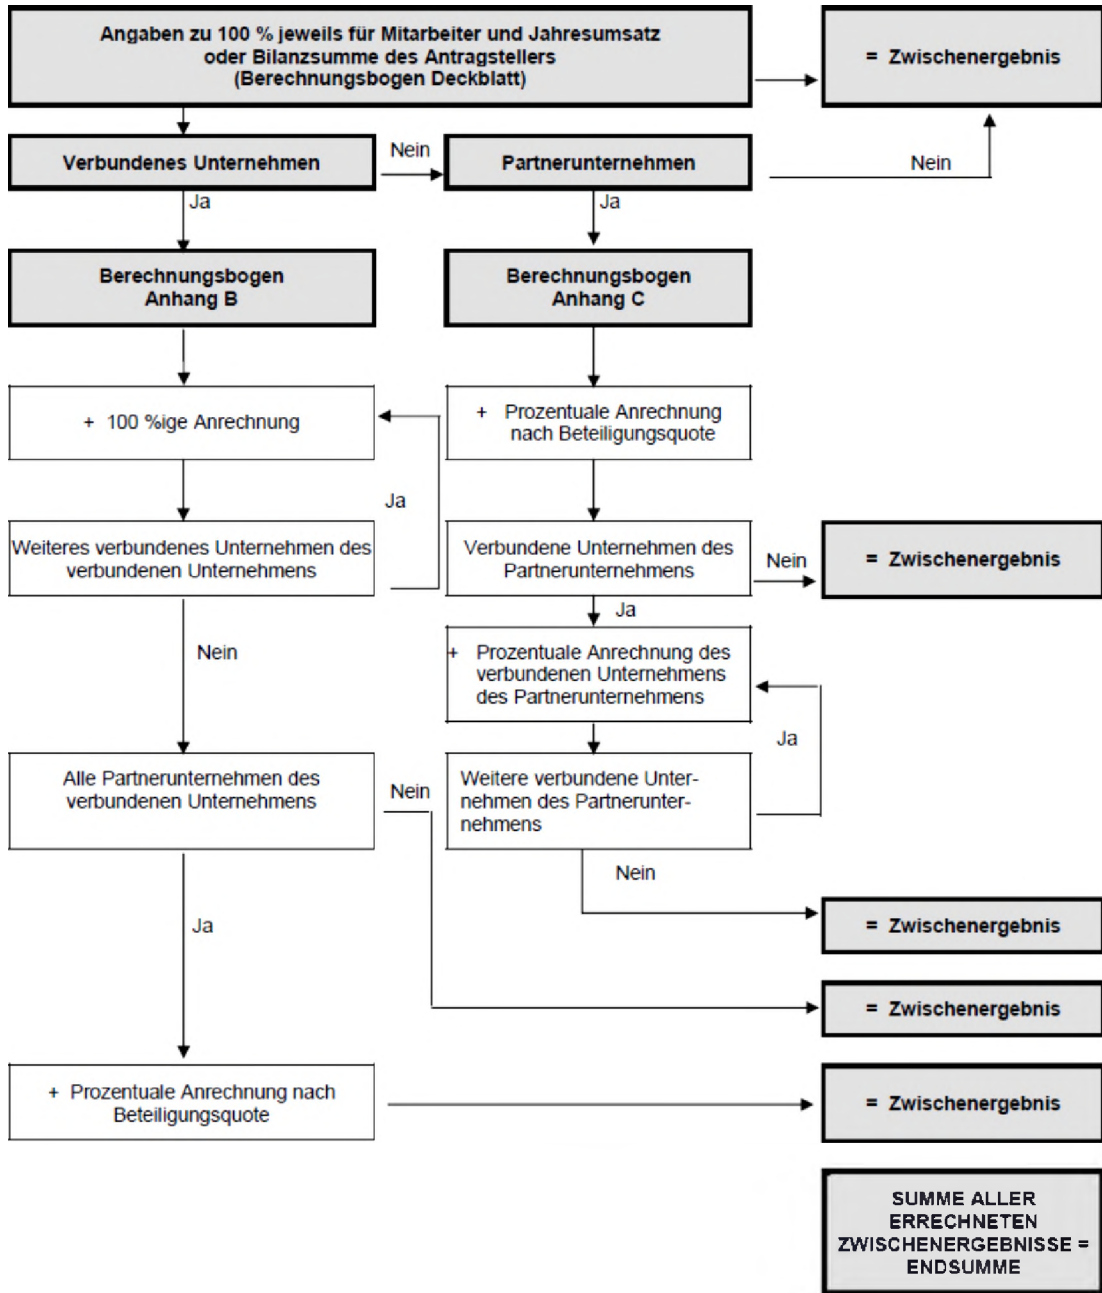 Angaben zu 100 % jeweils für Mitarbeiter und Jahresumsatz
oder Bilanzsumme des Antragstellers
(Berechnungsbogen Deckblatt)
= Zwischenergebnis
Verbundenes Unternehmen
Nein
Partnerunternehmen
Nein
Ja
Ja
Berechnungsbogen
Anhang B
Berechnungsbogen
Anhang C
+ 100 %ige Anrechnung
+ Prozentuale Anrechnung
nach Beteiligungsquote
Ja
Weiteres verbundenes Unternehmen des
verbundenen Unternehmens
Verbundene Unternehmen des
Partnerunternehmens
Nein
= Zwischenergebnis
Ja
Nein
+ Prozentuale Anrechnung des
verbundenen Unternehmens
des Partnerunternehmens
Ja
Alle Partnerunternehmen des
verbundenen Unternehmens
Nein
Weitere verbundene Unter-
nehmen des Partnerunter-
nehmens
Nein
Ja
= Zwischenergebnis
= Zwischenergebnis
+ Prozentuale Anrechnung nach
Beteiligungsquote
= Zwischenergebnis
SUMME ALLER
ERRECHNETEN
ZWISCHENERGEBNISSE =
ENDSUMME